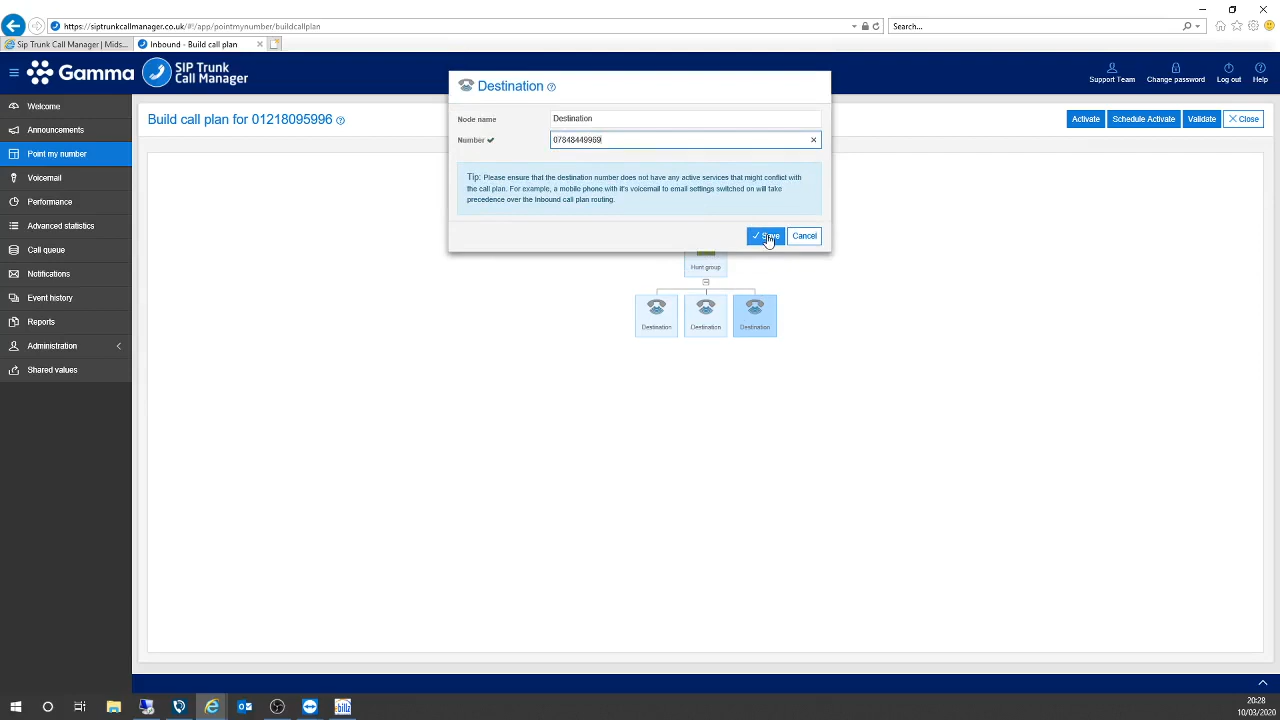 https://siptrunkcallmanager.co.uk/#!/app/pointmynumber/buildcallplan
Search...
Sip Trunk Call Manager | Mids...
Inbound - Build call plan
Gamma
SIP Trunk
Call Manager
Support Team
Change password
Log out
Help
Welcome
Announcements
Point my number
Voicemail
Performance
Advanced statistics
Call queue
Notifications
Event history
Reports
Administration
Shared values
Build call plan for 01218095996
Activate
Schedule Activate
Validate
Close
Destination
Node name
Destination
Number
07848449969
Tip: Please ensure that the destination number does not have any active services that might conflict with
the call plan. For example, a mobile phone with it's voicemail to email settings switched on will take
precedence over the Inbound call plan routing.
Save
Cancel
Hunt group
Destination
Destination
Destination
20:28
10/03/2020